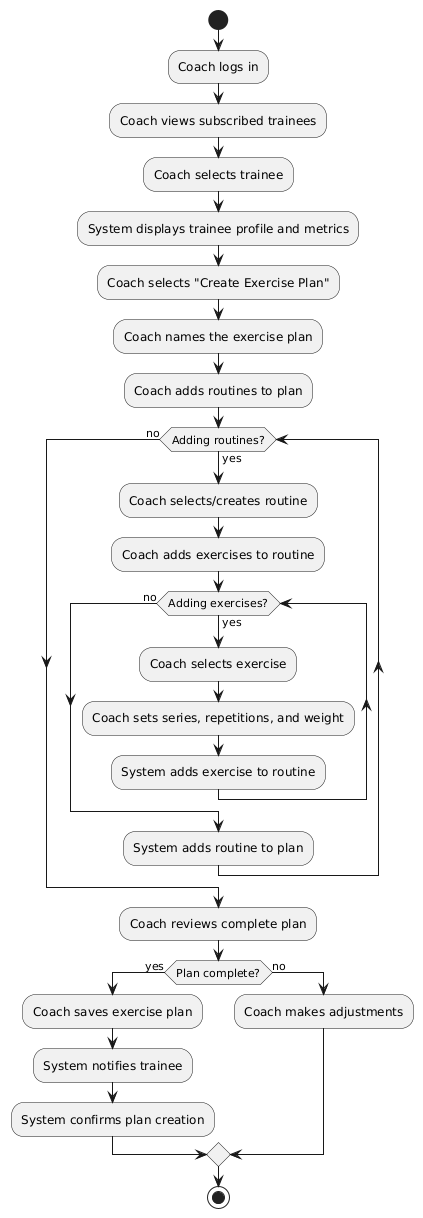 Coach logs in
Coach views subscribed trainees
Coach selects trainee
System displays trainee profile and metrics
Coach selects "Create Exercise Plan"
Coach names the exercise plan
Coach adds routines to plan
no
Adding routines?
yes
Coach selects/creates routine
Coach adds exercises to routine
no
Adding exercises?
yes
Coach selects exercise
Coach sets series, repetitions, and weight
System adds exercise to routine
System adds routine to plan
Coach reviews complete plan
yes
Plan complete?
no
Coach saves exercise plan
Coach makes adjustments
System notifies trainee
System confirms plan creation